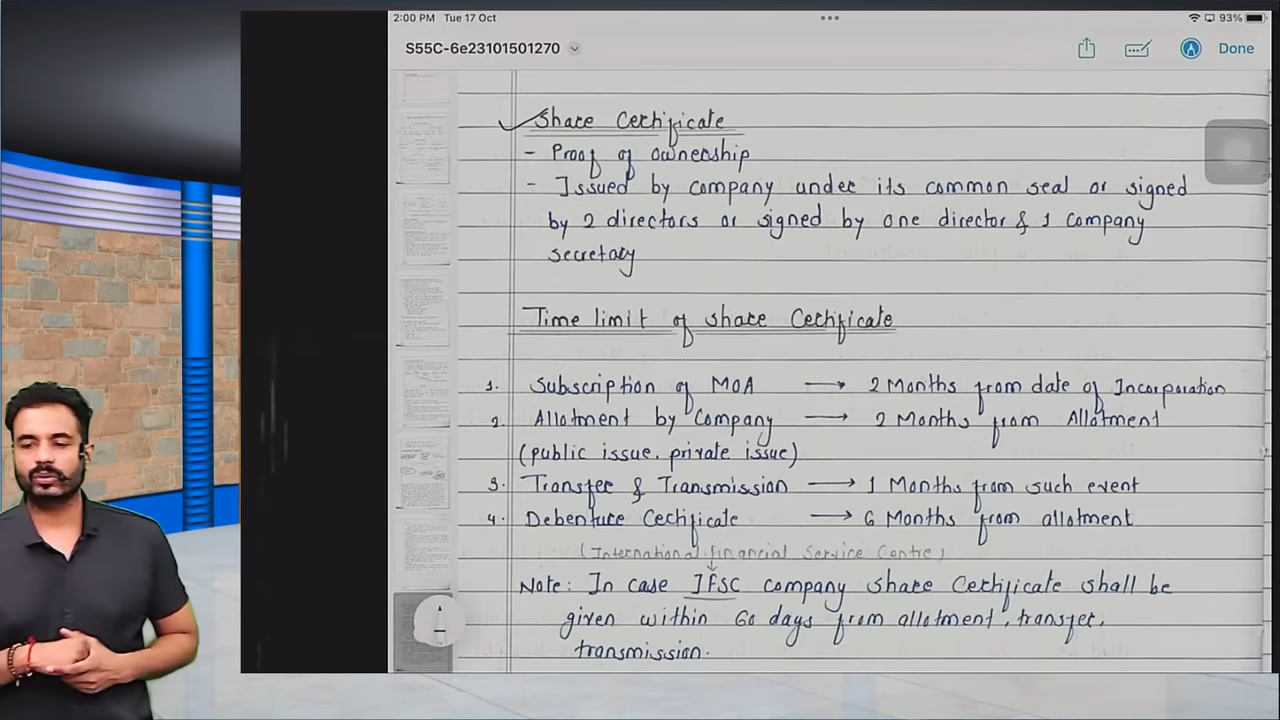 2:00 PM Tue 17 Oct
93%
S55C-6e23101501270
Done
Share Certificate
- Proof of ownership
- Issued by company under its common seal or signed
by 2 directors or signed by one director & 1 company
secretary
Time limit of share Certificate
1. Subscription of MOA → 2 Months from date of Incorporation
2. Allotment by Company → 2 Months from Allotment
(public issue, private issue)
3. Transfer & Transmission → 1 Months from such event
4. Debenture Certificate → 6 Months from allotment
(International financial Service Centre)
Note: In case IFSC company share Certificate shall be
given within 60 days from allotment, transfer,
transmission.